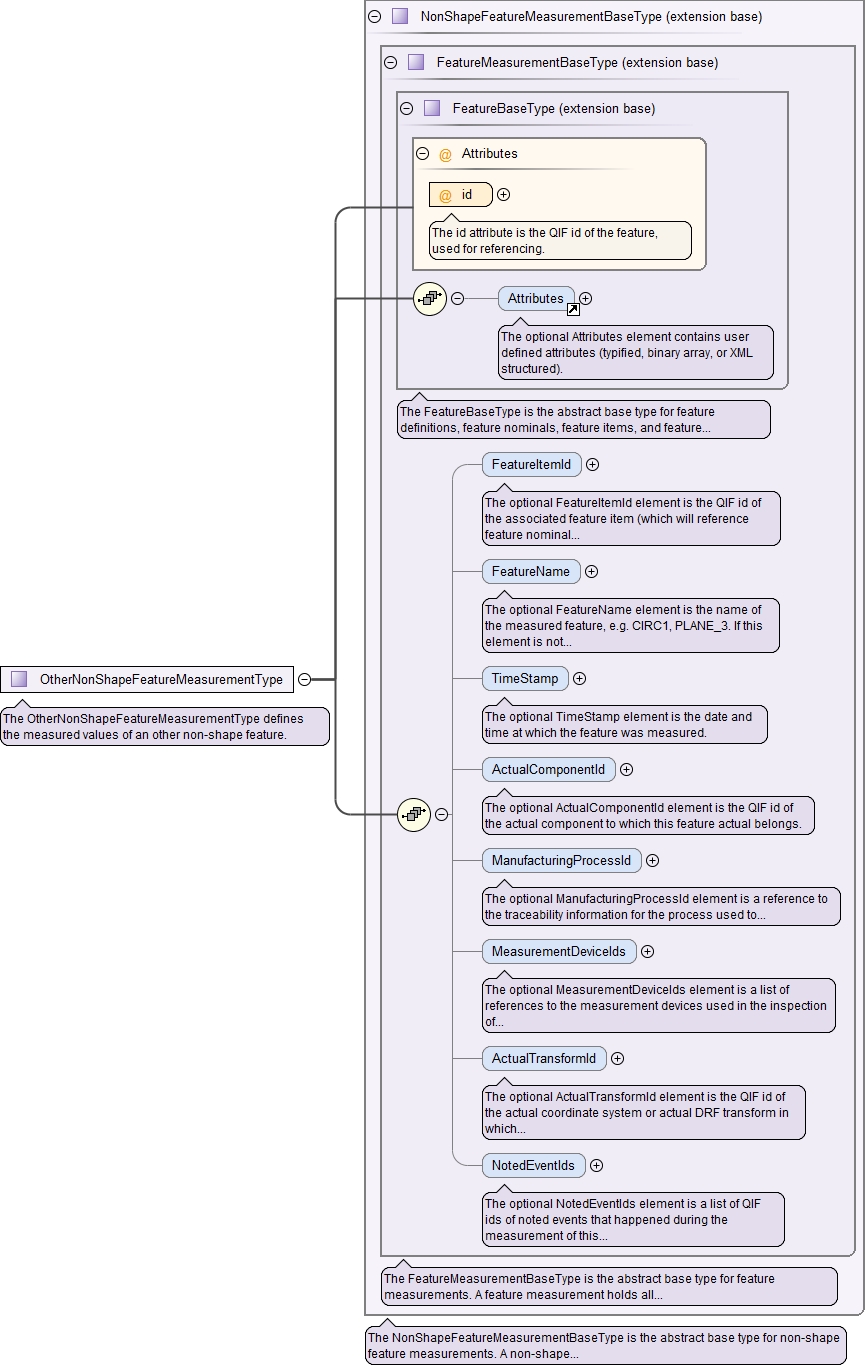 NonShapeFeatureMeasurementBaseType (extension base)
FeatureMeasurementBaseType (extension base)
FeatureBaseType (extension base)
@ Attributes
@ id
The id attribute is the QIF id of the feature,
used for referencing.
Attributes
The optional Attributes element contains user
defined attributes (typified, binary array, or XML
structured).
The FeatureBaseType is the abstract base type for feature
definitions, feature nominals, feature items, and feature...
FeatureItemId
The optional FeatureItemId element is the QIF id of
the associated feature item (which will reference
feature nominal...
FeatureName
The optional FeatureName element is the name of
the measured feature, e.g. CIRC1, PLANE_3. If this
element is not...
OtherNonShapeFeatureMeasurementType
The OtherNonShapeFeatureMeasurementType defines
the measured values of an other non-shape feature.
TimeStamp
The optional TimeStamp element is the date and
time at which the feature was measured.
ActualComponentId
The optional ActualComponentId element is the QIF id of
the actual component to which this feature actual belongs.
ManufacturingProcessId
The optional ManufacturingProcessId element is a reference to
the traceability information for the process used to...
MeasurementDeviceIds
The optional MeasurementDeviceIds element is a list of
references to the measurement devices used in the inspection
of...
ActualTransformId
The optional ActualTransformId element is the QIF id of
the actual coordinate system or actual DRF transform in
which...
NotedEventIds
The optional NotedEventIds element is a list of QIF
ids of noted events that happened during the
measurement of this...
The FeatureMeasurementBaseType is the abstract base type for feature
measurements. A feature measurement holds all...
The NonShapeFeatureMeasurementBaseType is the abstract base type for non-shape
feature measurements. A non-shape...